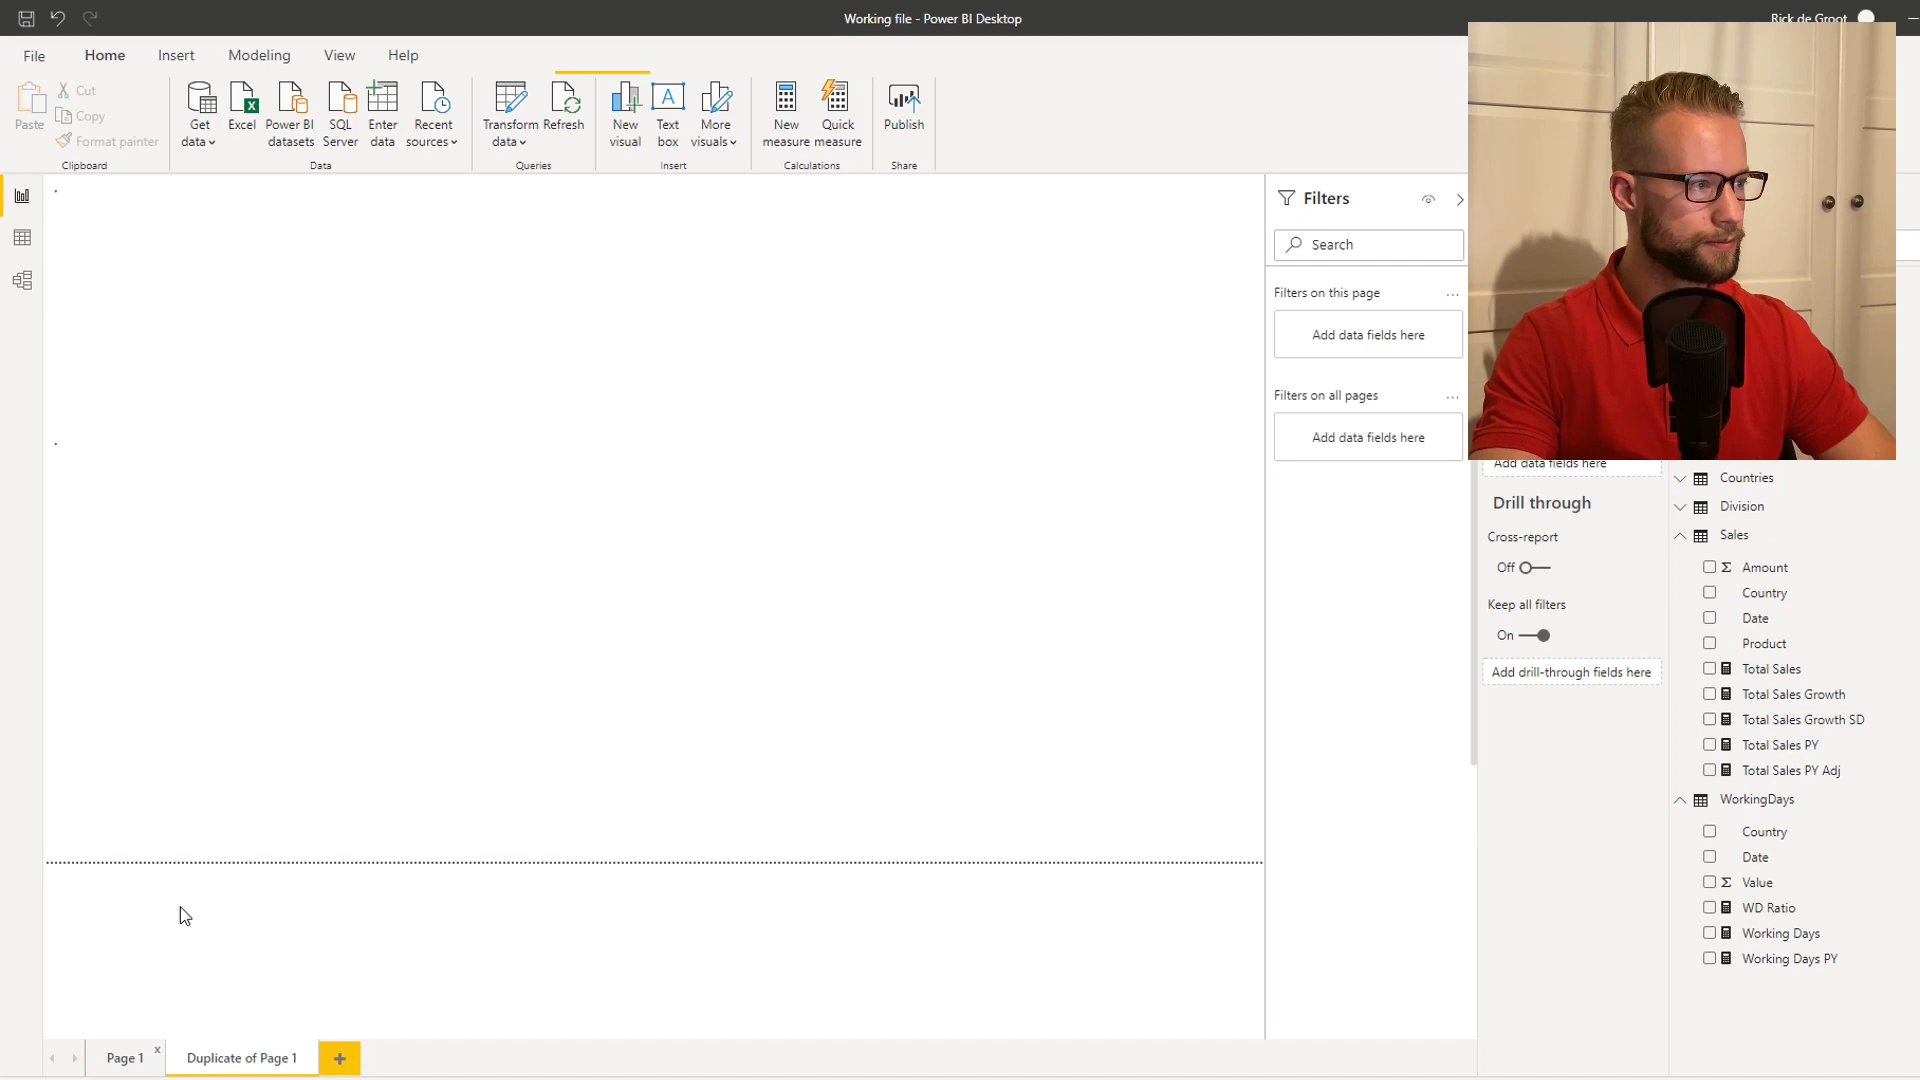 Working file - Power BI Desktop
Rick de Groot
File
Home
Insert
Modeling
View
Help
Paste
Cut
Copy
Format painter
Clipboard
Get data
Excel
Power BI datasets
SQL Server
Enter data
Recent sources
Data
Transform data
Refresh
Queries
New visual
Text box
More visuals
Insert
New measure
Quick measure
Calculations
Publish
Share
Filters
Search
Filters on this page
...
Add data fields here
Filters on all pages
...
Add data fields here
Add data fields here
Drill through
Cross-report
Off
Keep all filters
On
Add drill-through fields here
Countries
Division
Sales
Σ Amount
Country
Date
Product
Total Sales
Total Sales Growth
Total Sales Growth SD
Total Sales PY
Total Sales PY Adj
WorkingDays
Country
Date
Σ Value
WD Ratio
Working Days
Working Days PY
Page 1
x
Duplicate of Page 1
+